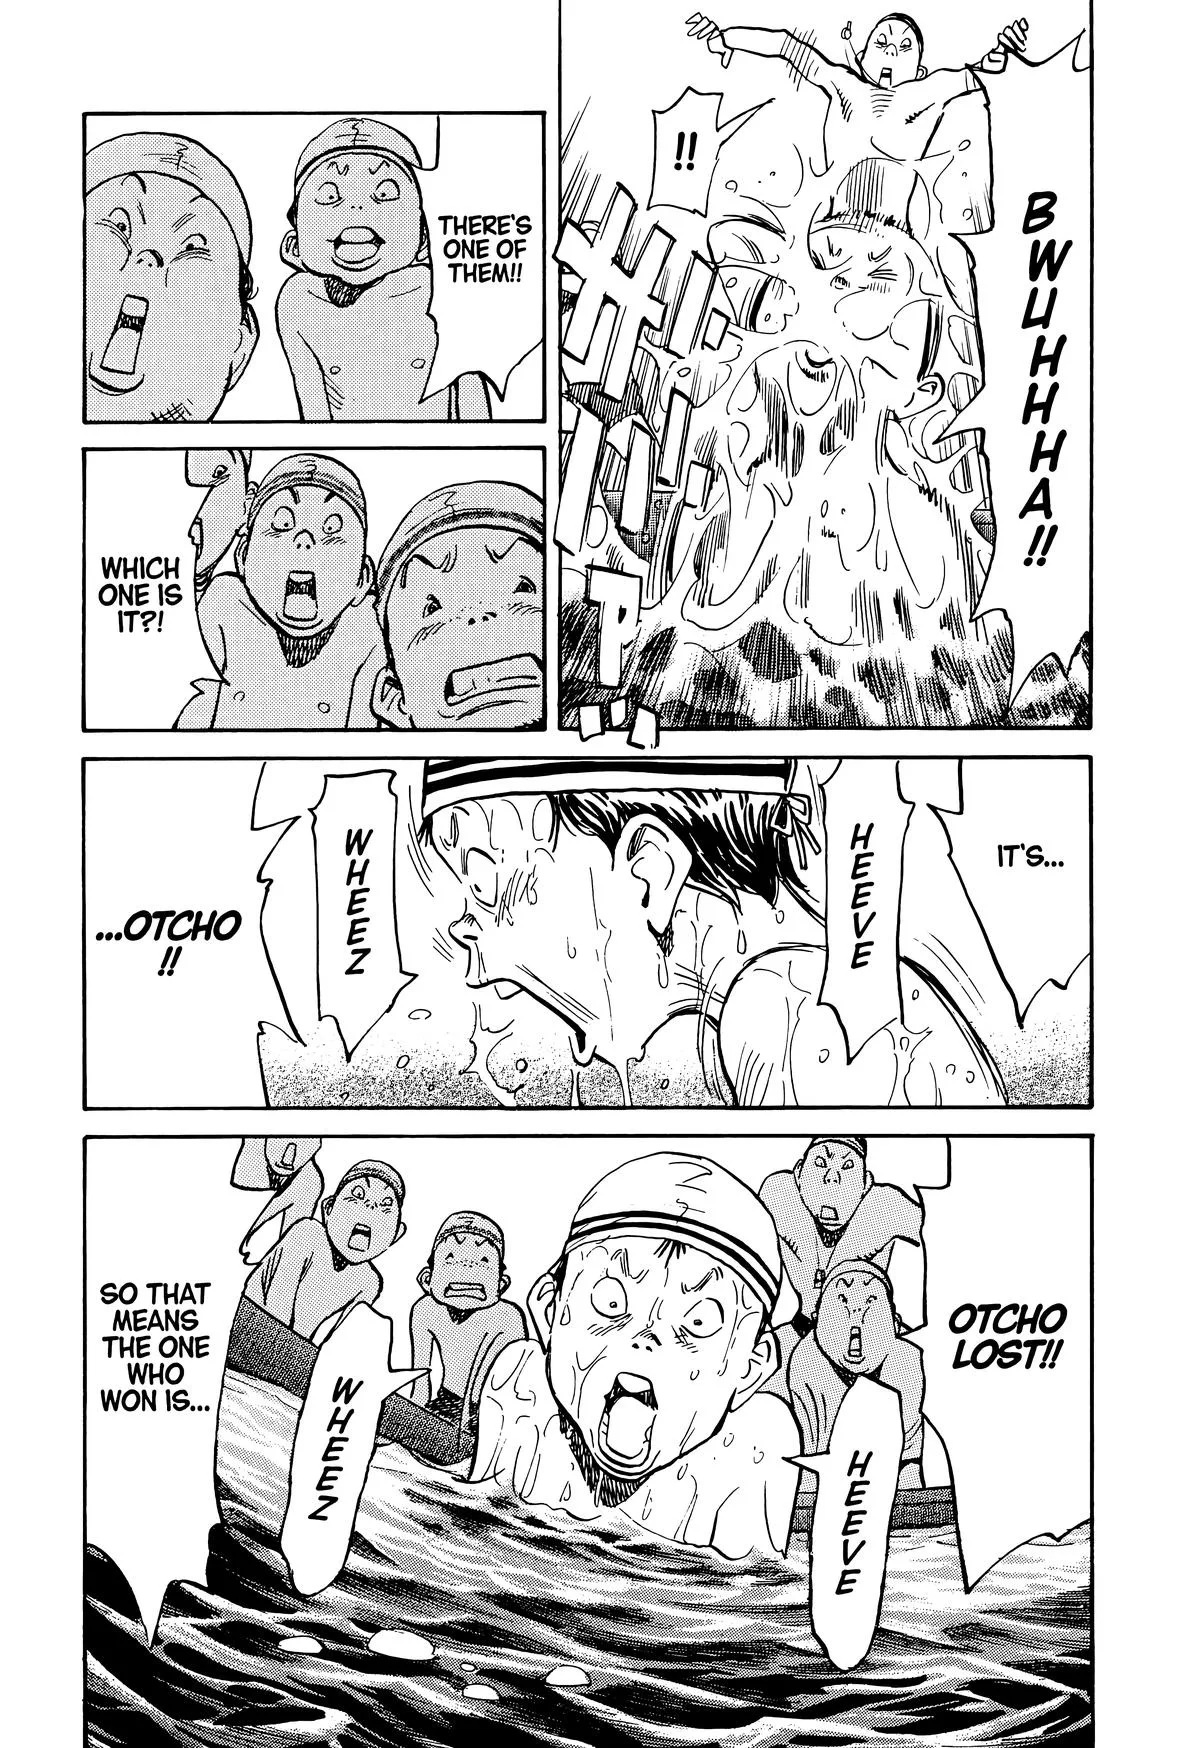 !!
BWUHHHA!!
THERE'S
ONE OF
THEM!!
WHICH
ONE IS
IT?!
IT'S...
HEEVE
WHEEZ
...OTCHO
!!
OTCHO
LOST!!
HEEVE
WHEEZ
SO THAT
MEANS
THE ONE
WHO
WON IS...